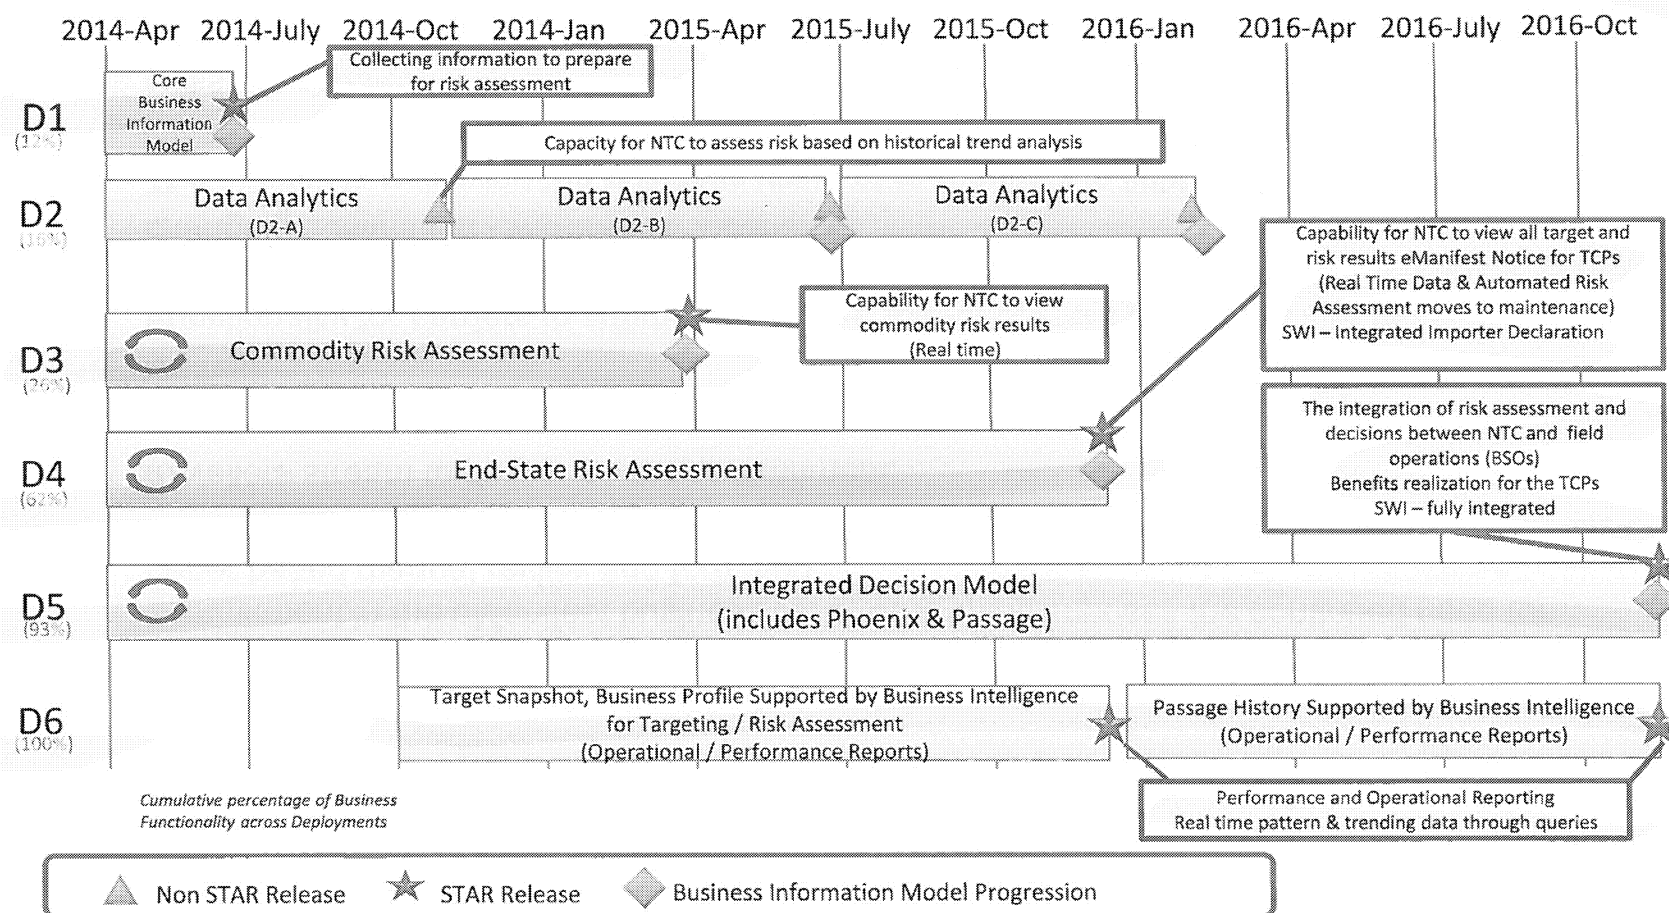 2014-Apr 2014-July 2014-Oct 2014-Jan 2015-Apr 2015-July 2015-Oct 2016-Jan 2016-Apr 2016-July 2016-Oct
Collecting information to prepare
for risk assessment
D1
(12%)
Core
Business
Information
Model
Capacity for NTC to assess risk based on historical trend analysis
D2
(16%)
Data Analytics
(D2-A)
Data Analytics
(D2-B)
Data Analytics
(D2-C)
Capability for NTC to view all target and
risk results eManifest Notice for TCPs
(Real Time Data & Automated Risk
Assessment moves to maintenance)
SWI – Integrated Importer Declaration
Capability for NTC to view
commodity risk results
(Real time)
D3
(26%)
Commodity Risk Assessment
The integration of risk assessment and
decisions between NTC and field
operations (BSOs)
Benefits realization for the TCPs
SWI – fully integrated
D4
(62%)
End-State Risk Assessment
D5
(93%)
Integrated Decision Model
(includes Phoenix & Passage)
D6
(100%)
Target Snapshot, Business Profile Supported by Business Intelligence
for Targeting / Risk Assessment
(Operational / Performance Reports)
Passage History Supported by Business Intelligence
(Operational / Performance Reports)
Performance and Operational Reporting
Real time pattern & trending data through queries
Cumulative percentage of Business
Functionality across Deployments
Non STAR Release STAR Release Business Information Model Progression